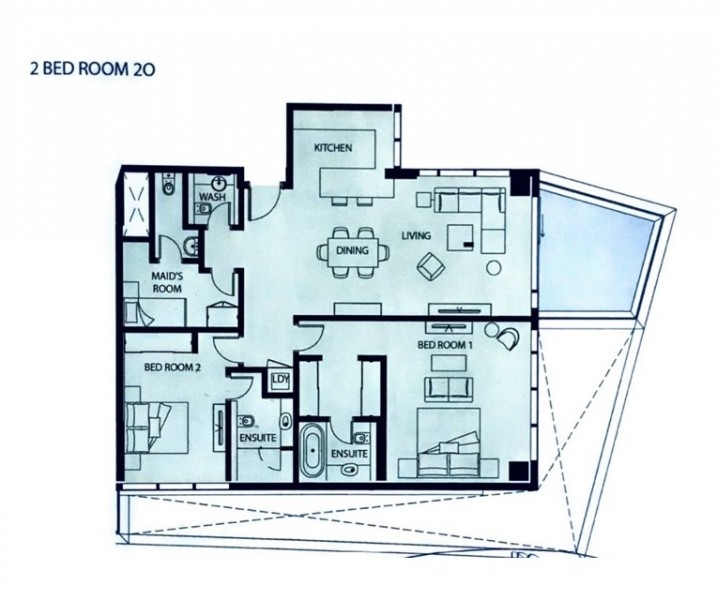 2 BED ROOM 2O
KITCHEN
WASH
LIVING
DINING
MAID'S
ROOM
BED ROOM 1
BED ROOM 2
LDY
ENSUITE
ENSUITE